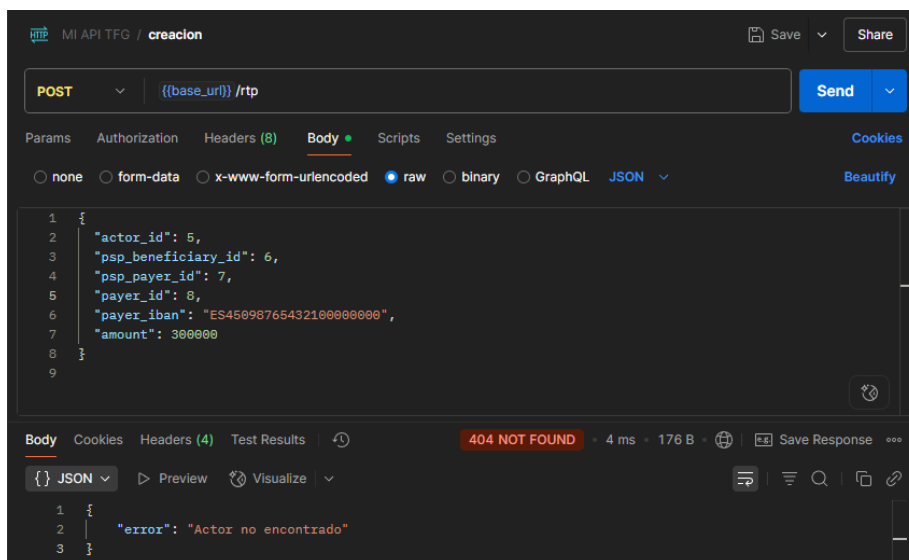 HTTP MI API TFG / creacion Save Share
POST {{base_url}} /rtp Send
Params Authorization Headers (8) Body Scripts Settings Cookies
none form-data x-www-form-urlencoded raw binary GraphQL JSON Beautify
1 {
2 "actor_id": 5,
3 "psp_beneficiary_id": 6,
4 "psp_payer_id": 7,
5 "payer_id": 8,
6 "payer_iban": "ES45098765432100000000",
7 "amount": 300000
8 }
9
Body Cookies Headers (4) Test Results 404 NOT FOUND • 4 ms • 176 B • e.g. Save Response
{} JSON Preview Visualize
1 {
2 "error": "Actor no encontrado"
3 }